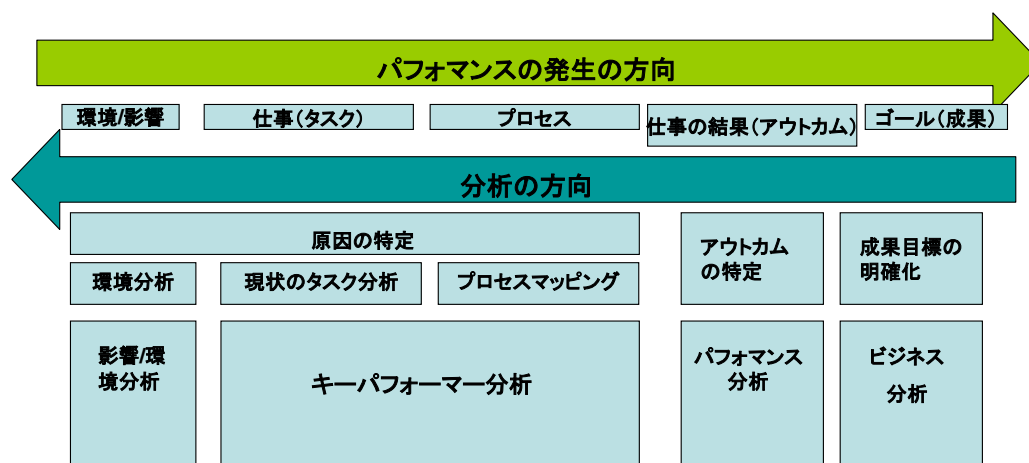 パフォマンスの発生の方向
環境/影響
仕事(タスク)
プロセス
仕事の結果(アウトカム)
ゴール(成果)
分析の方向
原因の特定
アウトカム
の特定
成果目標の
明確化
環境分析
現状のタスク分析
プロセスマッピング
影響/環
境分析
キーパフォーマー分析
パフォマンス
分析
ビジネス
分析